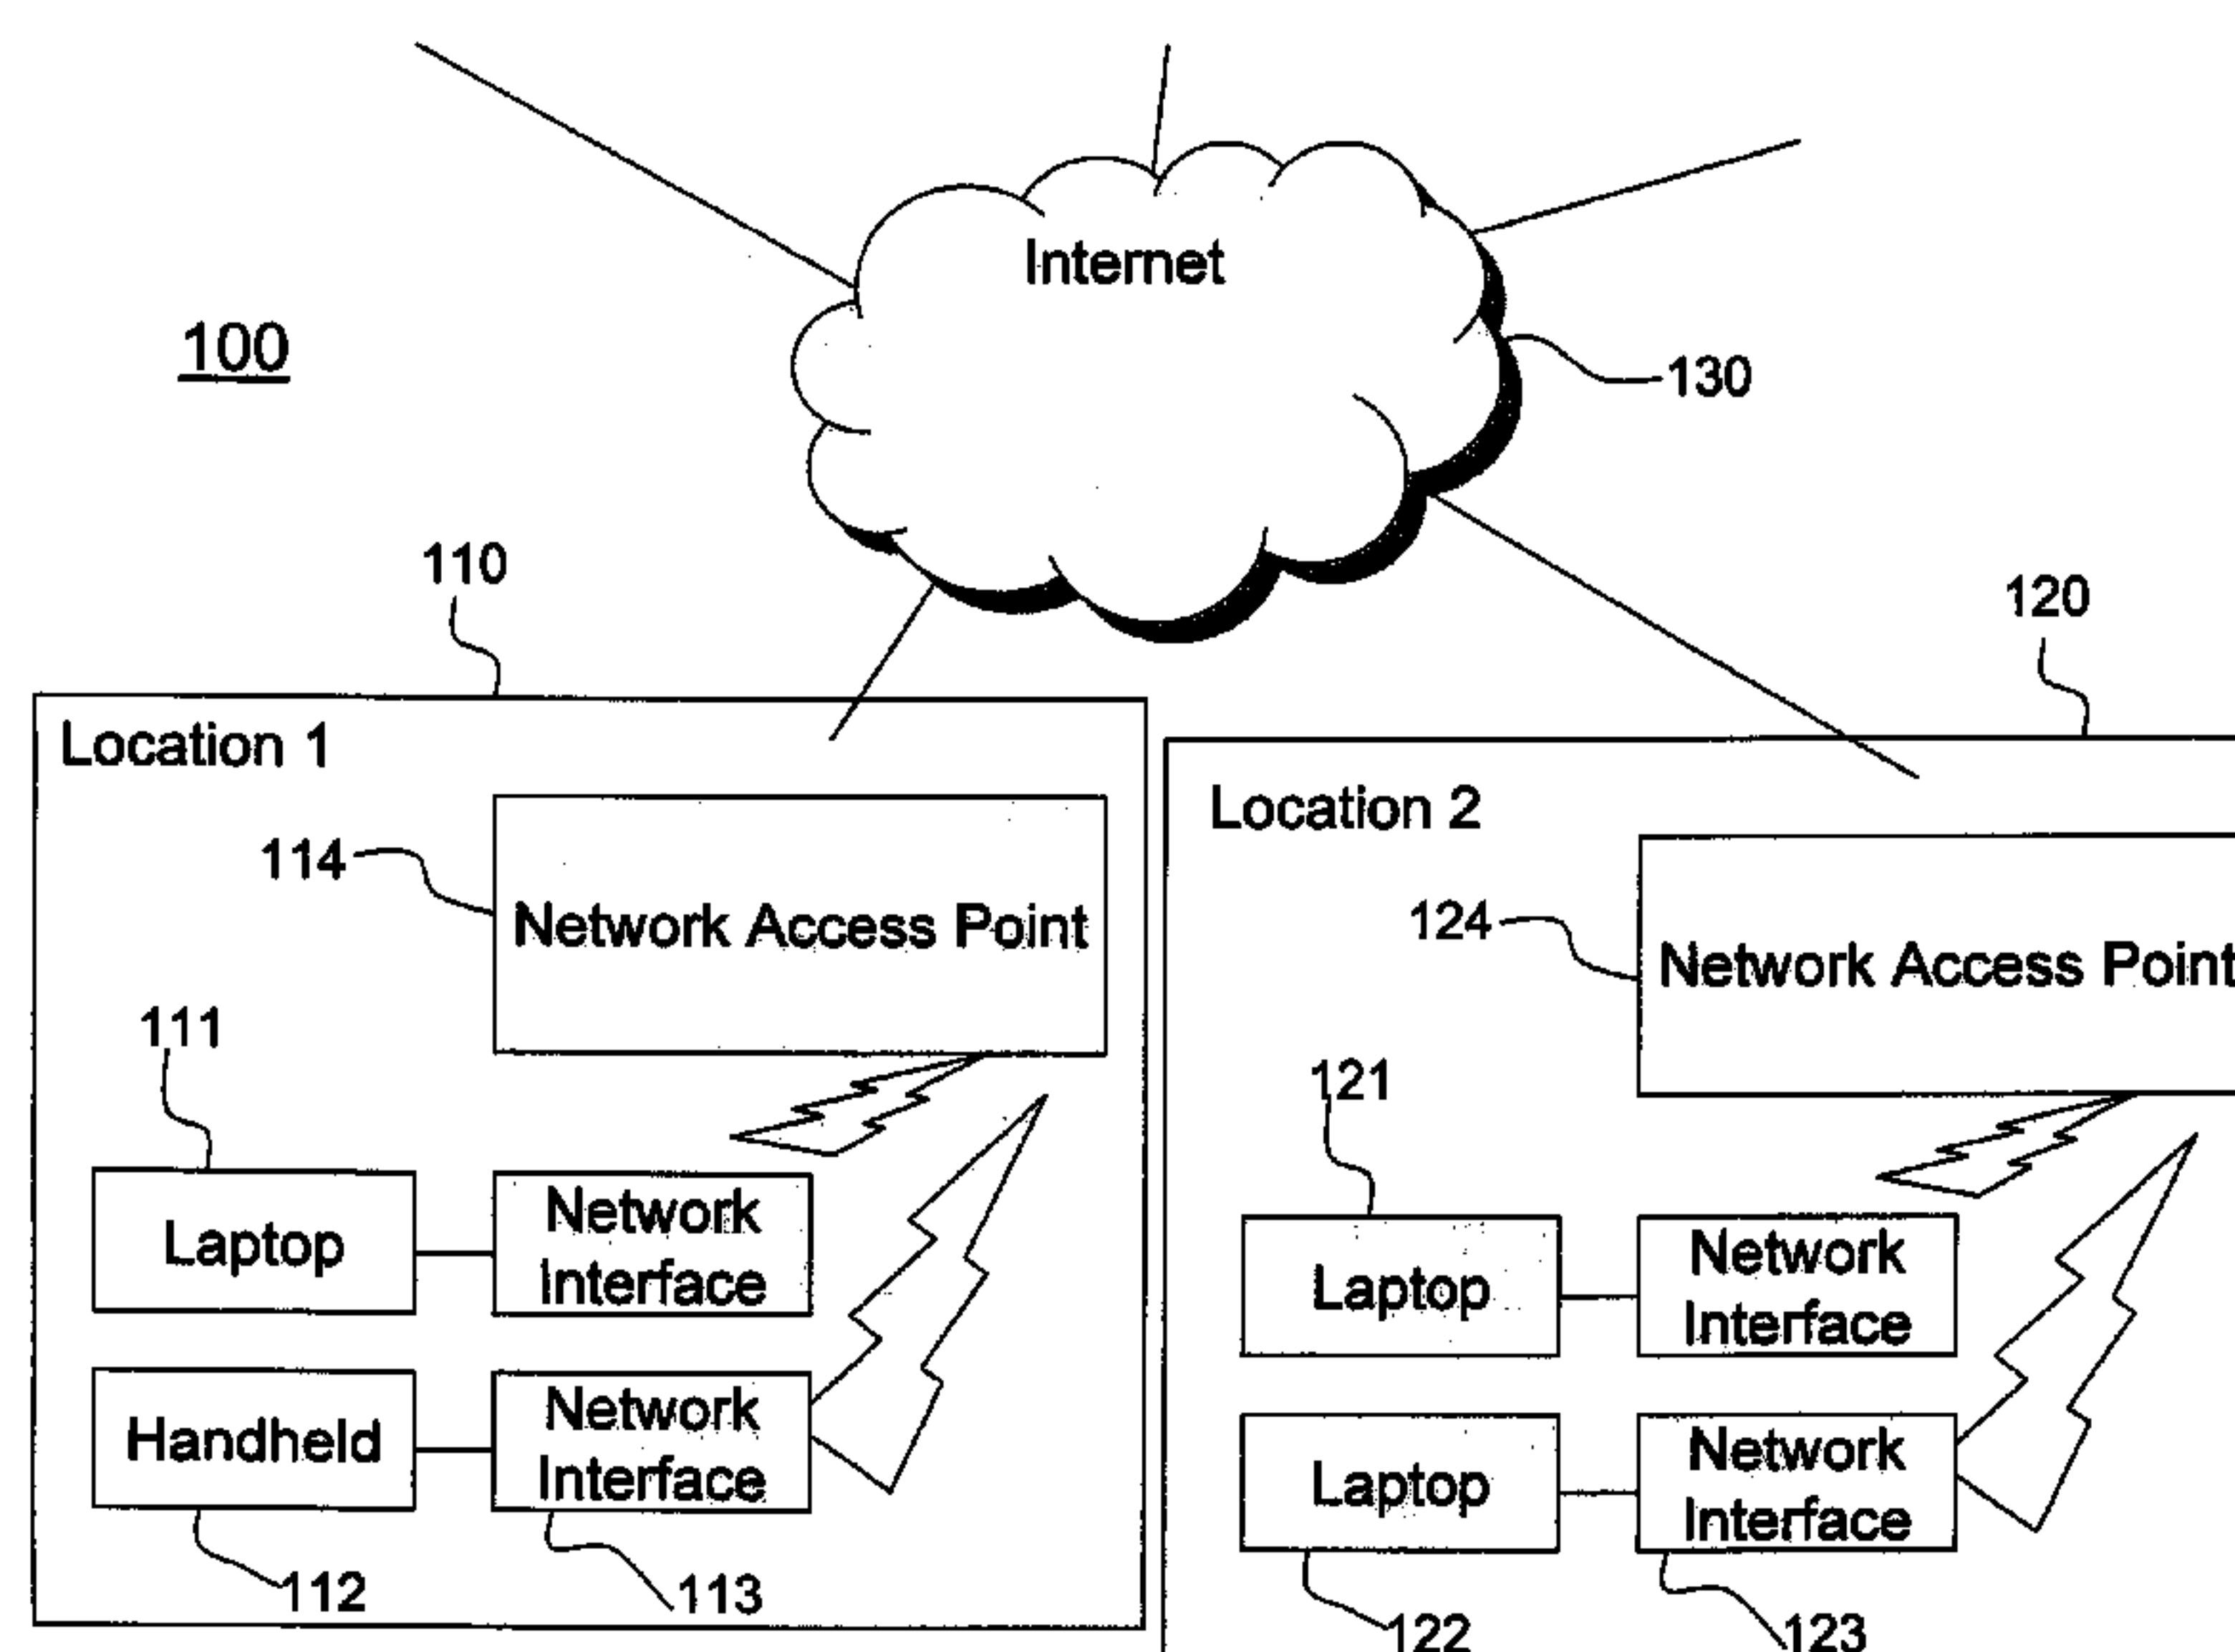 Internet
100
130
110
120
Location 1
114
Network Access Point
111
Laptop
Network
Interface
Handheld
Network
Interface
112
113
Location 2
124
Network Access Point
121
Laptop
Network
Interface
Laptop
Network
Interface
122
123